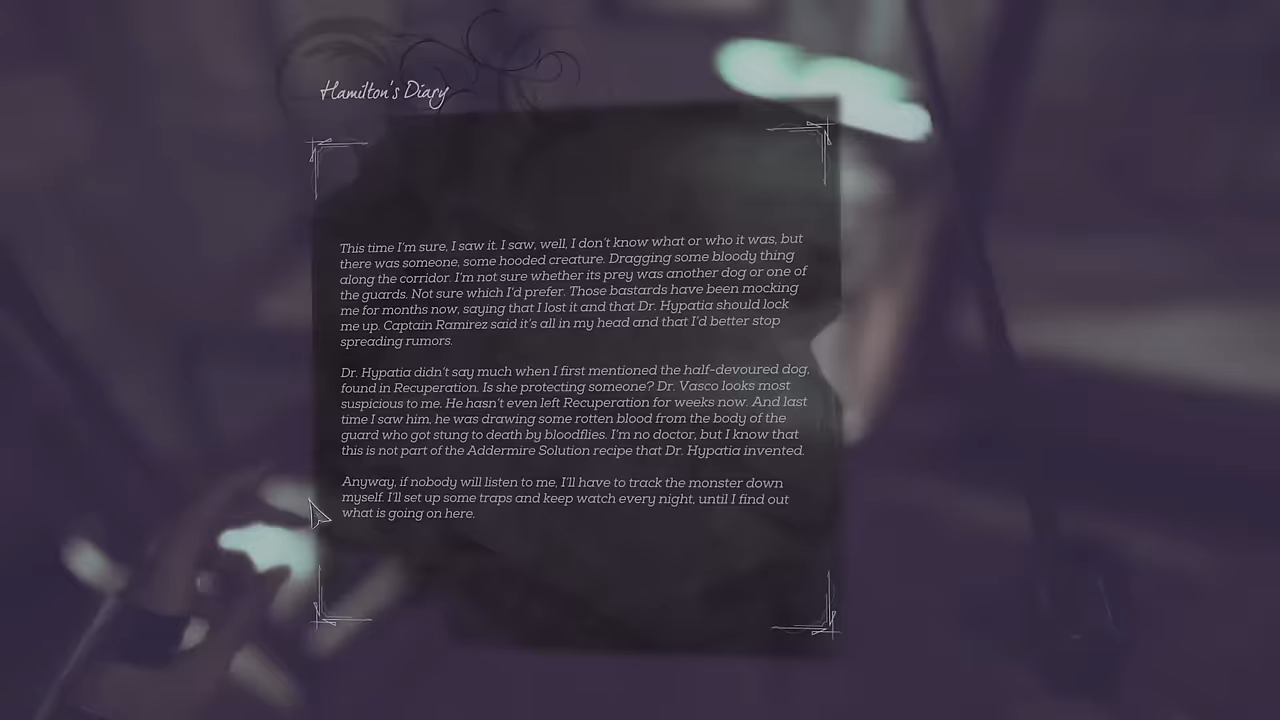 Hamilton's Diary
This time I'm sure, I saw it. I saw, well, I don't know what or who it was, but
there was someone, some hooded creature. Dragging some bloody thing
along the corridor. I'm not sure whether its prey was another dog or one of
the guards. Not sure which I'd prefer. Those bastards have been mocking
me for months now, saying that I lost it and that Dr. Hypatia should lock
me up. Captain Ramirez said it's all in my head and that I'd better stop
spreading rumors.
Dr. Hypatia didn't say much when I first mentioned the half-devoured dog,
found in Recuperation. Is she protecting someone? Dr. Vasco looks most
suspicious to me. He hasn't even left Recuperation for weeks now. And last
time I saw him, he was drawing some rotten blood from the body of the
guard who got stung to death by bloodflies. I'm no doctor, but I know that
this is not part of the Addermire Solution recipe that Dr. Hypatia invented.
Anyway, if nobody will listen to me, I'll have to track the monster down
myself. I'll set up some traps and keep watch every night, until I find out
what is going on here.